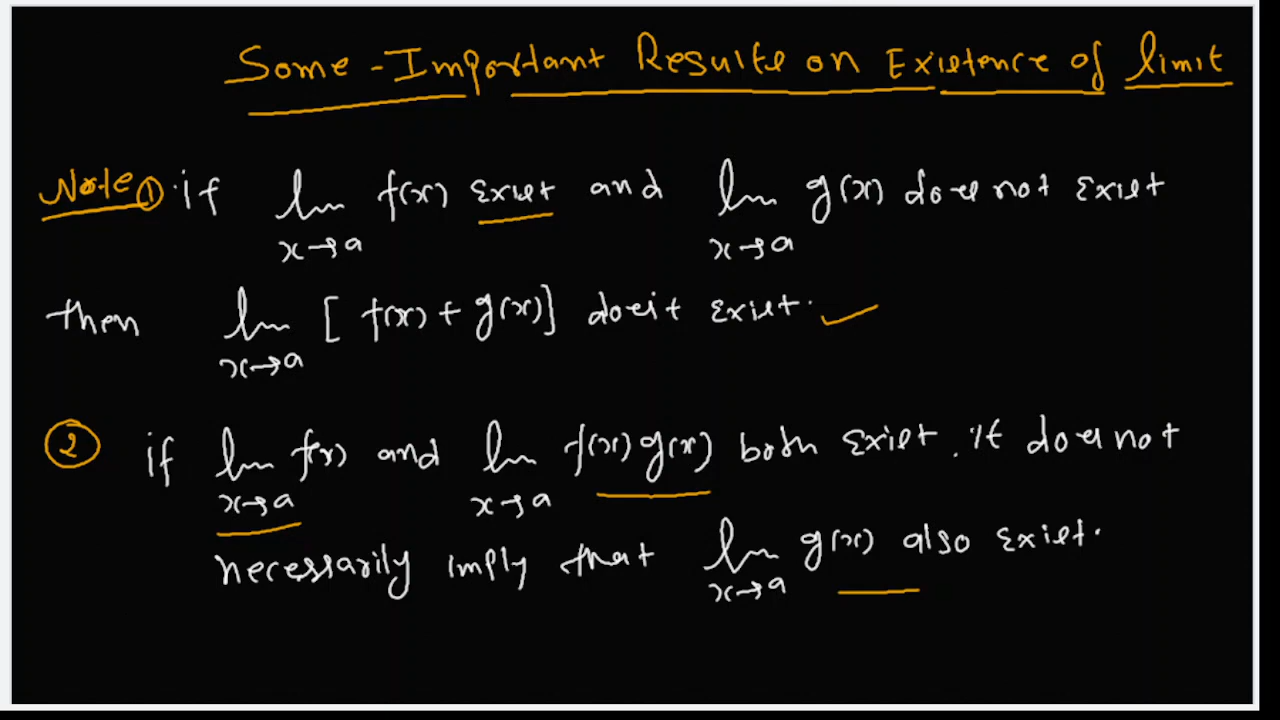 Some - Important Results on Existence of limit
Note ① if lim x→a f(x) exist and lim x→a g(x) does not exist
then lim x→a [f(x) + g(x)] doesit exist.
② if lim x→a f(x) and lim x→a f(x) g(x) both exist. it does not
necessarily imply that lim x→a g(x) also exist.